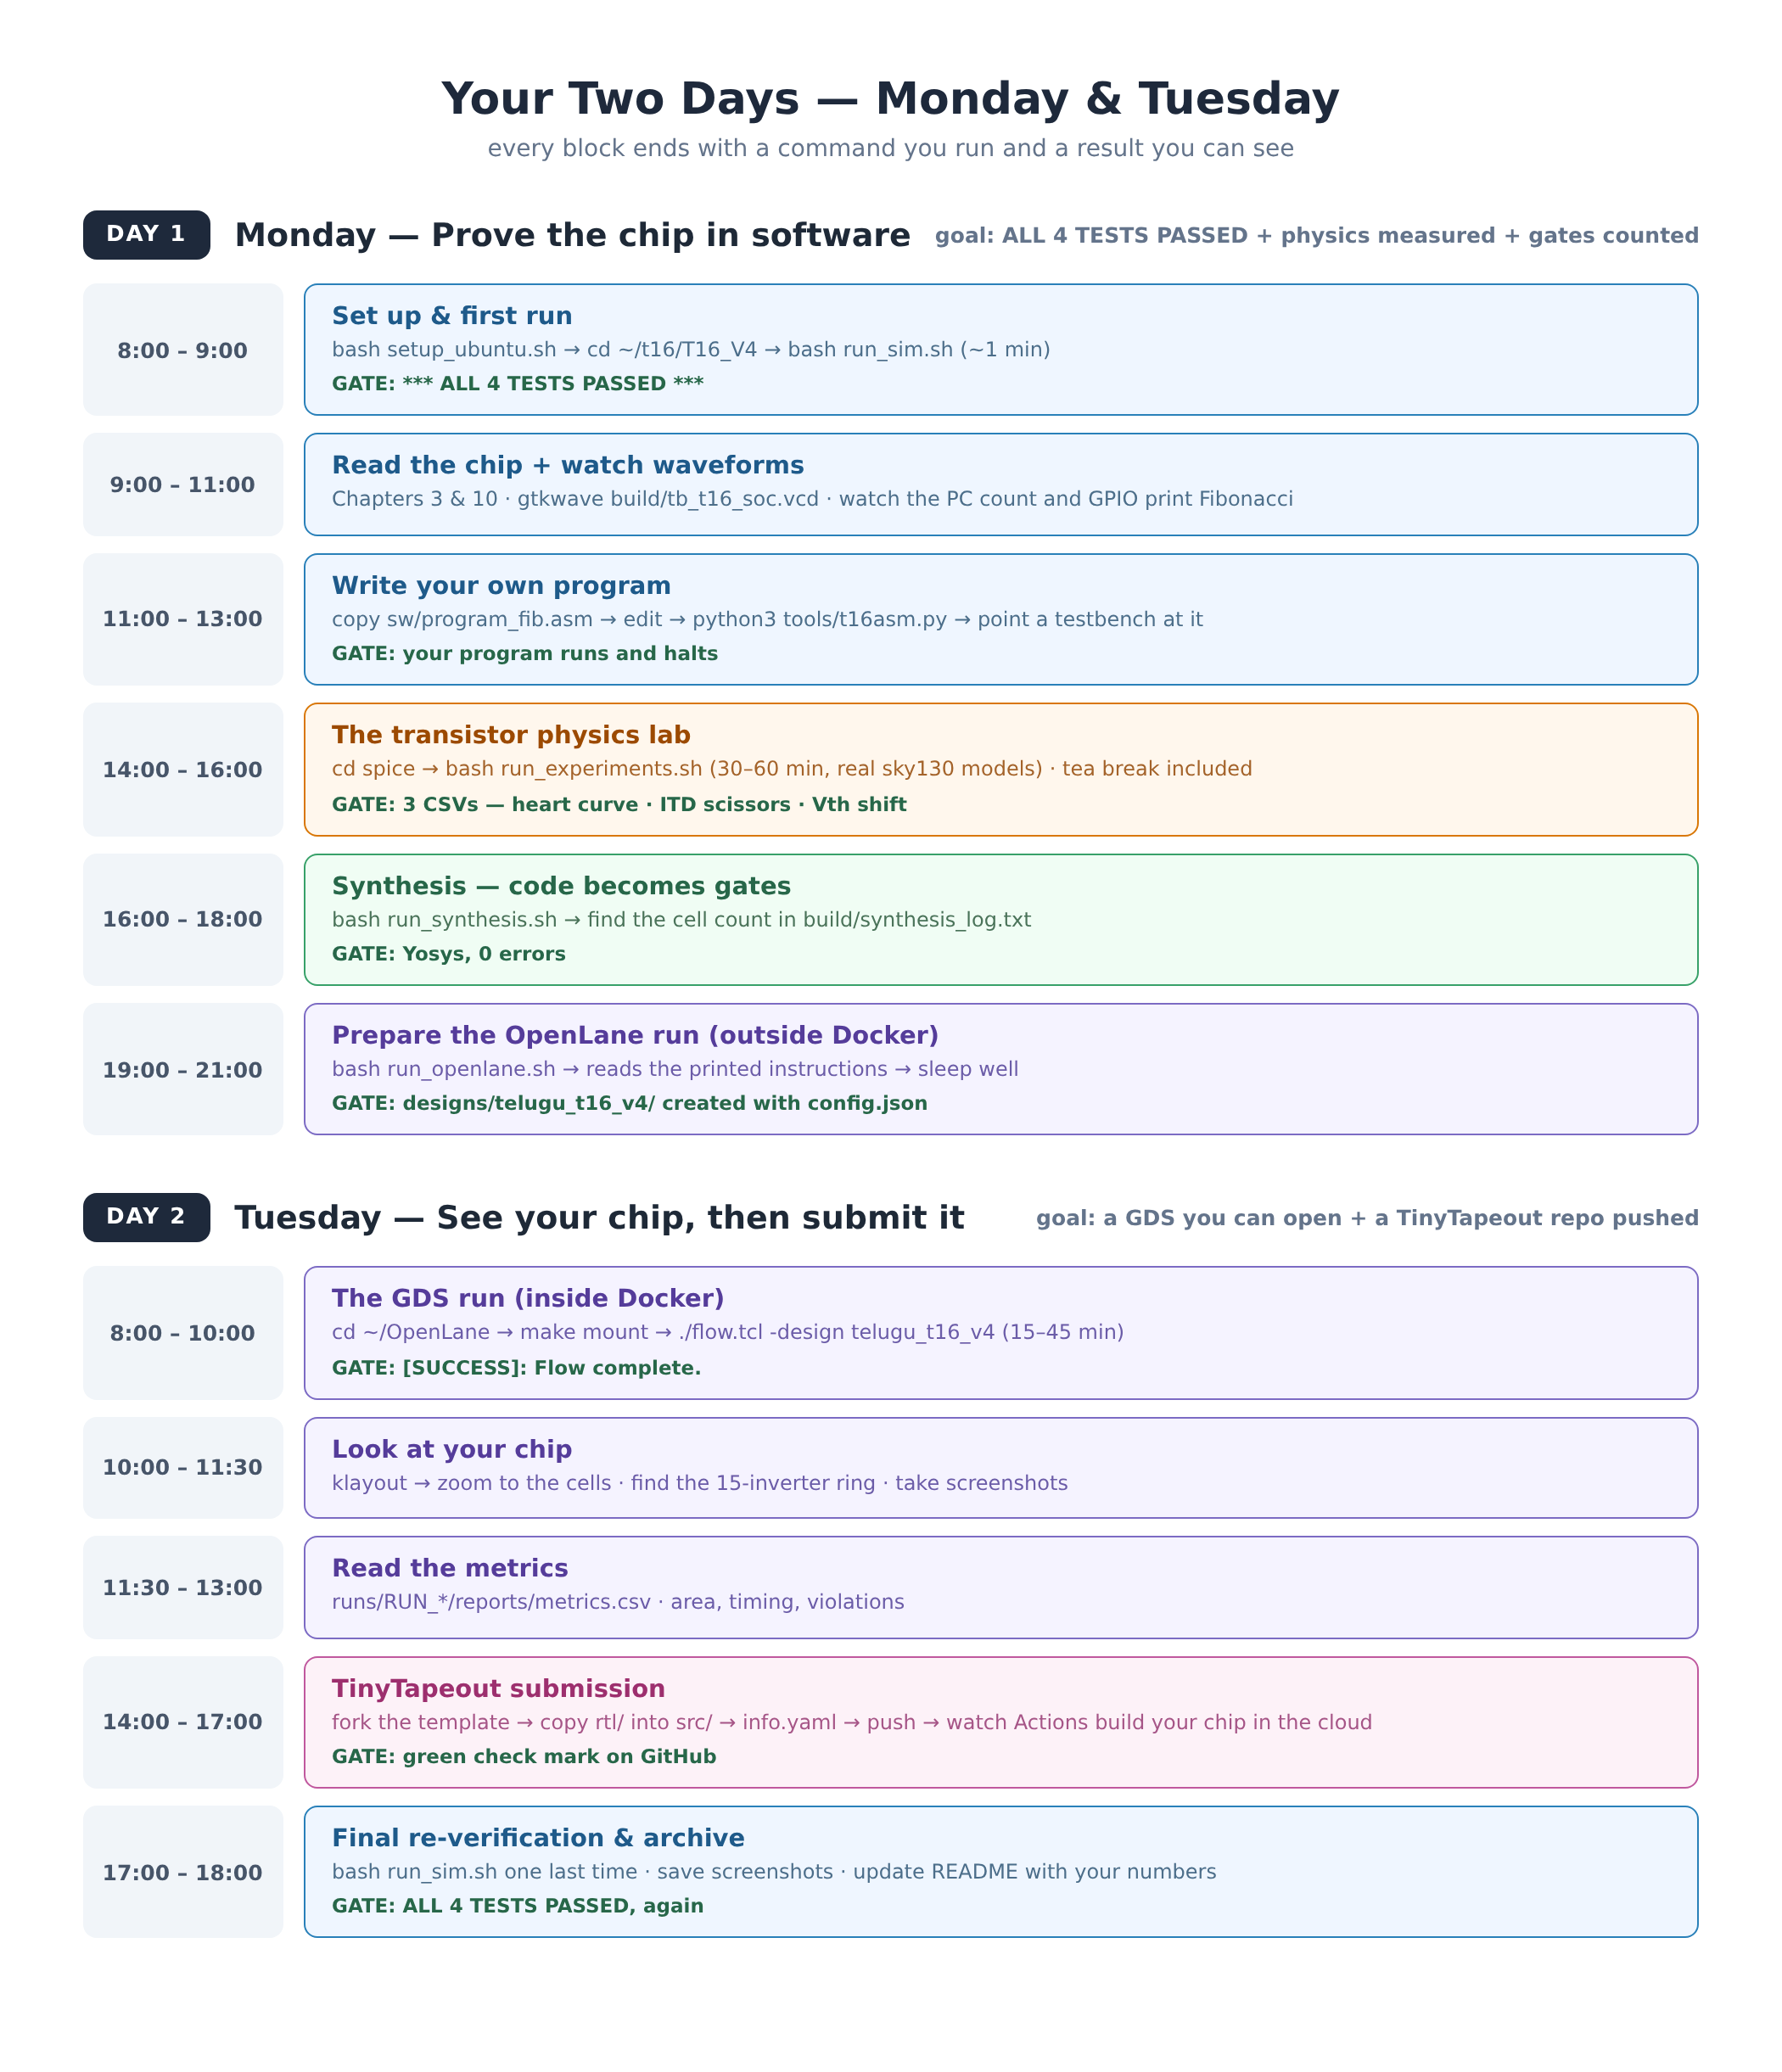 Your Two Days — Monday & Tuesday
every block ends with a command you run and a result you can see
DAY 1
Monday — Prove the chip in software
goal: ALL 4 TESTS PASSED + physics measured + gates counted
8:00 – 9:00
Set up & first run
bash setup_ubuntu.sh → cd ~/t16/T16_V4 → bash run_sim.sh (~1 min)
GATE: *** ALL 4 TESTS PASSED ***
9:00 – 11:00
Read the chip + watch waveforms
Chapters 3 & 10 · gtkwave build/tb_t16_soc.vcd · watch the PC count and GPIO print Fibonacci
11:00 – 13:00
Write your own program
copy sw/program_fib.asm → edit → python3 tools/t16asm.py → point a testbench at it
GATE: your program runs and halts
14:00 – 16:00
The transistor physics lab
cd spice → bash run_experiments.sh (30–60 min, real sky130 models) · tea break included
GATE: 3 CSVs — heart curve · ITD scissors · Vth shift
16:00 – 18:00
Synthesis — code becomes gates
bash run_synthesis.sh → find the cell count in build/synthesis_log.txt
GATE: Yosys, 0 errors
19:00 – 21:00
Prepare the OpenLane run (outside Docker)
bash run_openlane.sh → reads the printed instructions → sleep well
GATE: designs/telugu_t16_v4/ created with config.json
DAY 2
Tuesday — See your chip, then submit it
goal: a GDS you can open + a TinyTapeout repo pushed
8:00 – 10:00
The GDS run (inside Docker)
cd ~/OpenLane → make mount → ./flow.tcl -design telugu_t16_v4 (15–45 min)
GATE: [SUCCESS]: Flow complete.
10:00 – 11:30
Look at your chip
klayout → zoom to the cells · find the 15-inverter ring · take screenshots
11:30 – 13:00
Read the metrics
runs/RUN_*/reports/metrics.csv · area, timing, violations
14:00 – 17:00
TinyTapeout submission
fork the template → copy rtl/ into src/ → info.yaml → push → watch Actions build your chip in the cloud
GATE: green check mark on GitHub
17:00 – 18:00
Final re-verification & archive
bash run_sim.sh one last time · save screenshots · update README with your numbers
GATE: ALL 4 TESTS PASSED, again